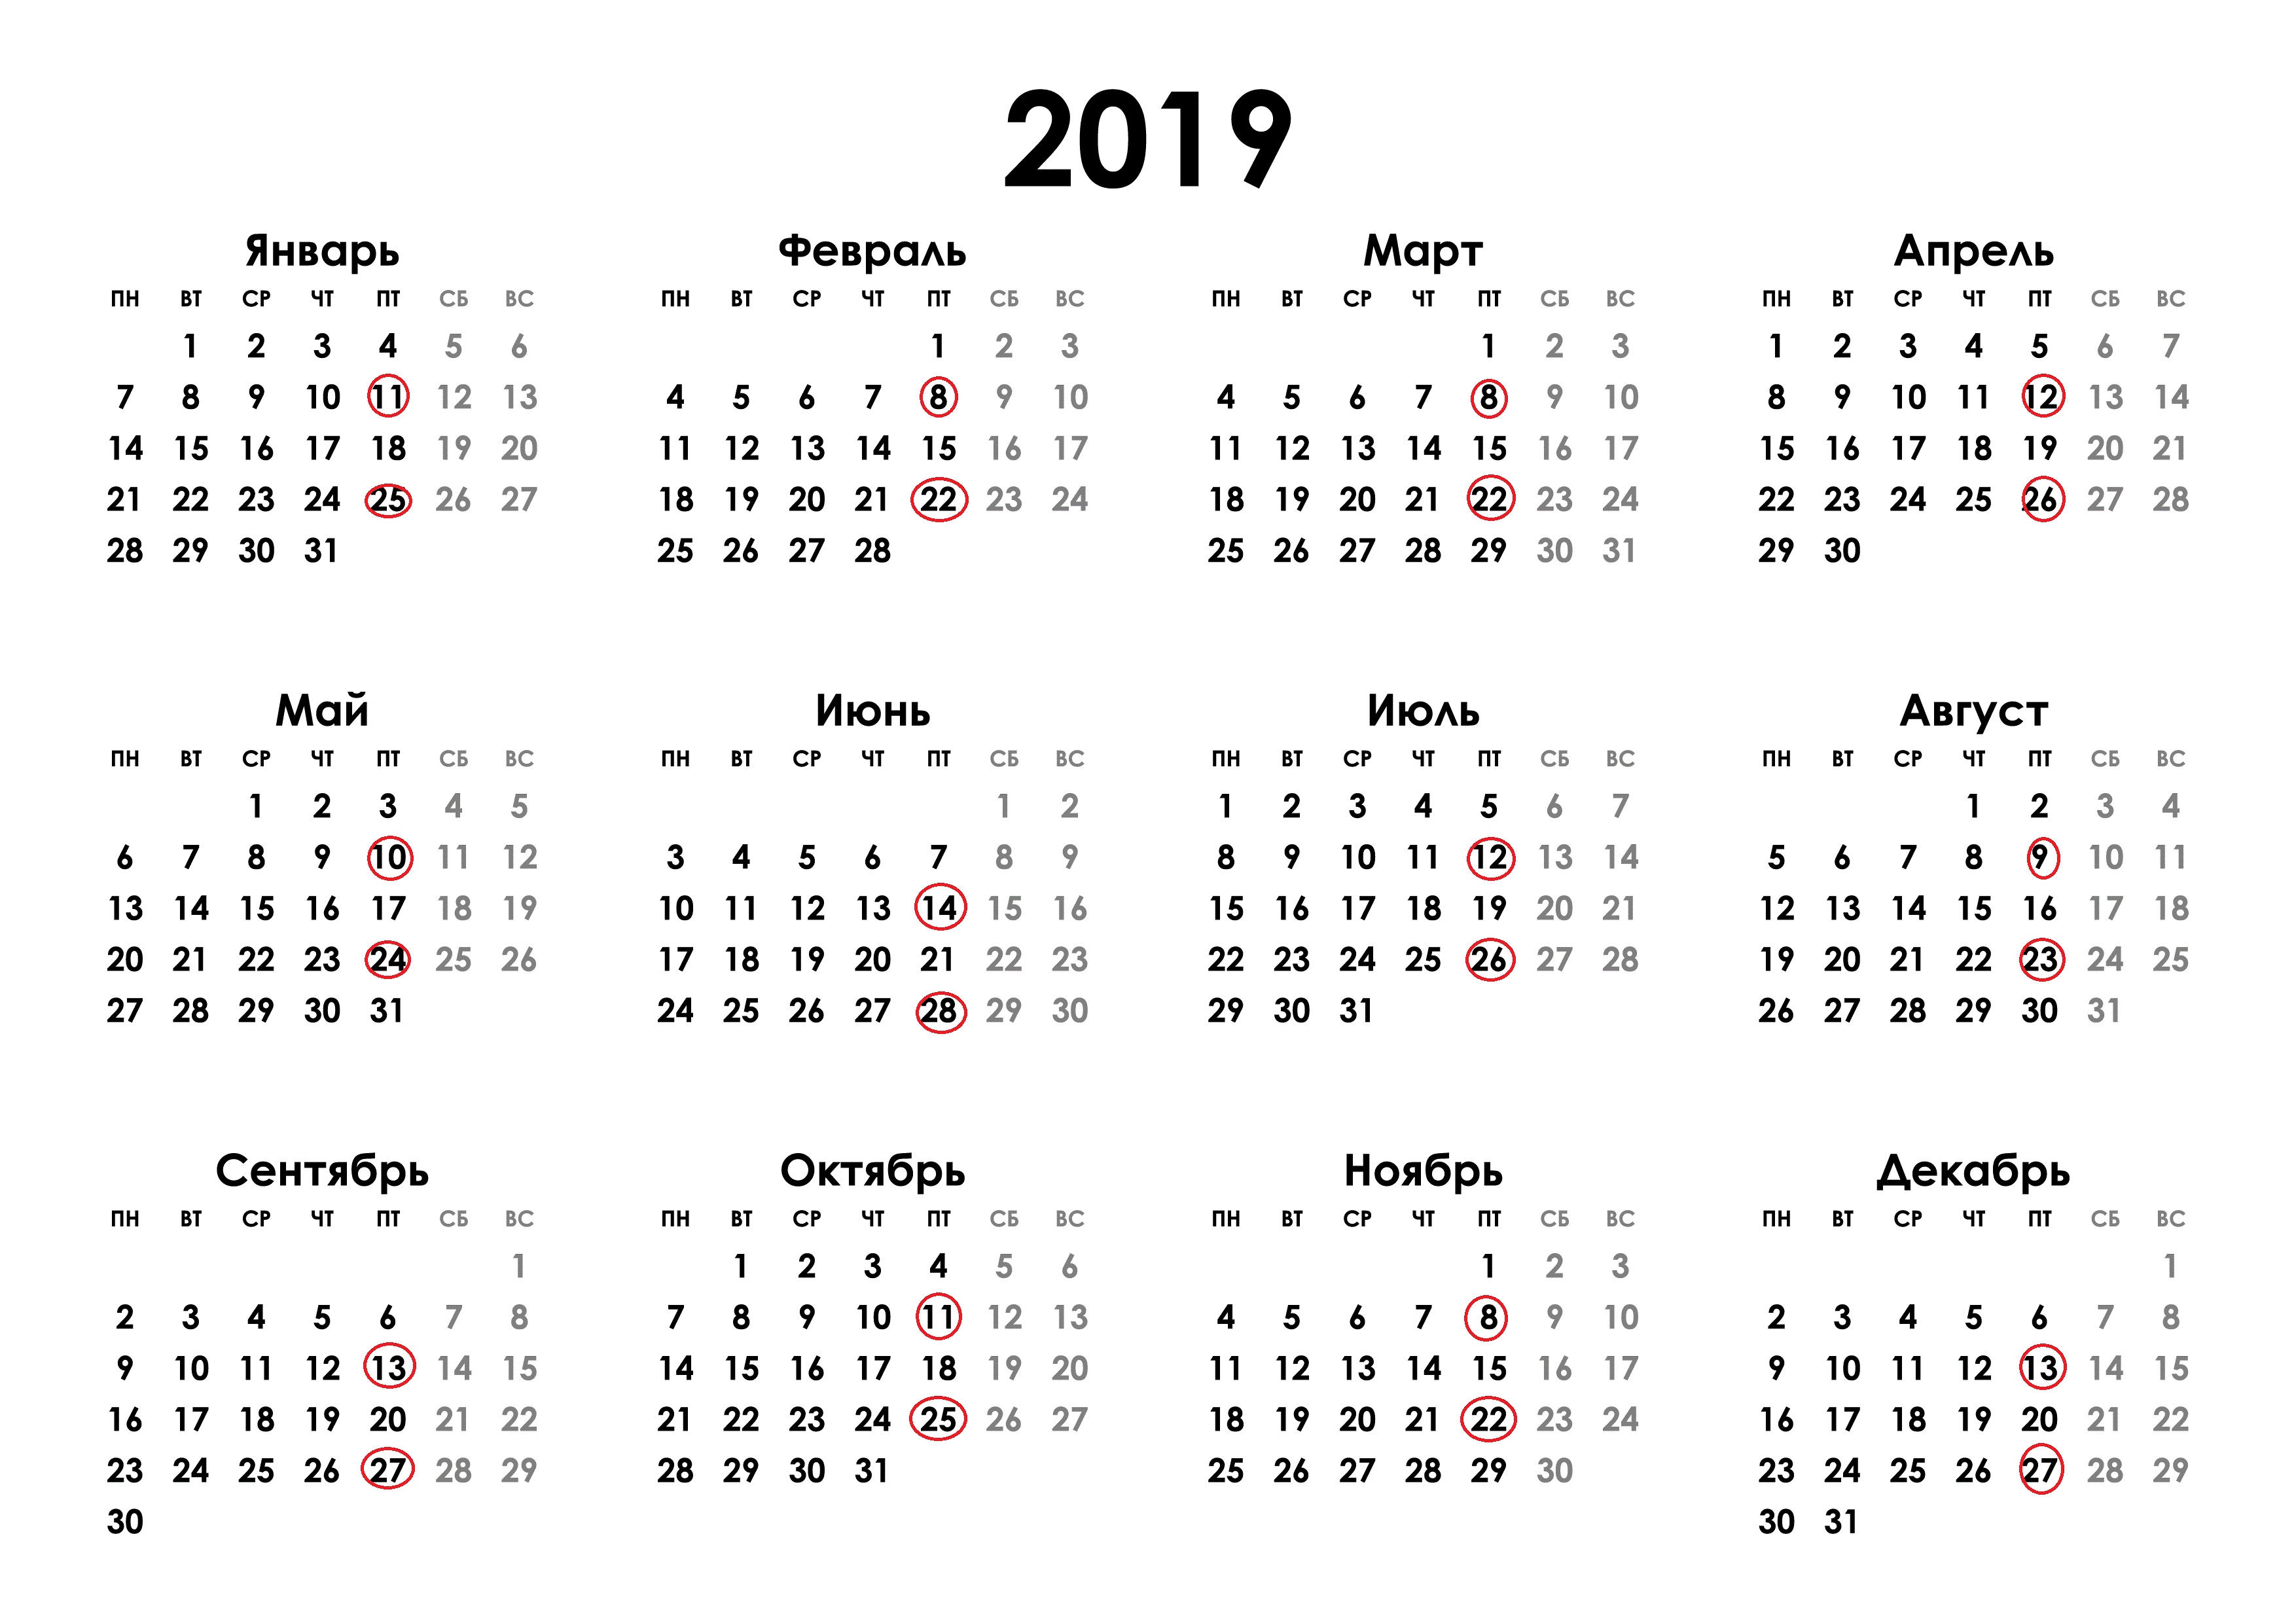 2019
Январь Февраль Март Апрель
ПН ВТ СР ЧТ ПТ СБ ВС ПН ВТ СР ЧТ ПТ СБ ВС ПН ВТ СР ЧТ ПТ СБ ВС ПН ВТ СР ЧТ ПТ СБ ВС
1 2 3 4 5 6 1 2 3 1 2 3 1 2 3 4 5 6 7
7 8 9 10 11 12 13 4 5 6 7 8 9 10 4 5 6 7 8 9 10 8 9 10 11 12 13 14
14 15 16 17 18 19 20 11 12 13 14 15 16 17 11 12 13 14 15 16 17 15 16 17 18 19 20 21
21 22 23 24 25 26 27 18 19 20 21 22 23 24 18 19 20 21 22 23 24 22 23 24 25 26 27 28
28 29 30 31 25 26 27 28 25 26 27 28 29 30 31 29 30
Май Июнь Июль Август
ПН ВТ СР ЧТ ПТ СБ ВС ПН ВТ СР ЧТ ПТ СБ ВС ПН ВТ СР ЧТ ПТ СБ ВС ПН ВТ СР ЧТ ПТ СБ ВС
1 2 3 4 5 1 2 1 2 3 4 5 6 7 1 2 3 4
6 7 8 9 10 11 12 3 4 5 6 7 8 9 8 9 10 11 12 13 14 5 6 7 8 9 10 11
13 14 15 16 17 18 19 10 11 12 13 14 15 16 15 16 17 18 19 20 21 12 13 14 15 16 17 18
20 21 22 23 24 25 26 17 18 19 20 21 22 23 22 23 24 25 26 27 28 19 20 21 22 23 24 25
27 28 29 30 31 24 25 26 27 28 29 30 29 30 31 26 27 28 29 30 31
Сентябрь Октябрь Ноябрь Декабрь
ПН ВТ СР ЧТ ПТ СБ ВС ПН ВТ СР ЧТ ПТ СБ ВС ПН ВТ СР ЧТ ПТ СБ ВС ПН ВТ СР ЧТ ПТ СБ ВС
1 1 2 3 4 5 6 1 2 3 1
2 3 4 5 6 7 8 7 8 9 10 11 12 13 4 5 6 7 8 9 10 2 3 4 5 6 7 8
9 10 11 12 13 14 15 14 15 16 17 18 19 20 11 12 13 14 15 16 17 9 10 11 12 13 14 15
16 17 18 19 20 21 22 21 22 23 24 25 26 27 18 19 20 21 22 23 24 16 17 18 19 20 21 22
23 24 25 26 27 28 29 28 29 30 31 25 26 27 28 29 30 23 24 25 26 27 28 29
30 30 31